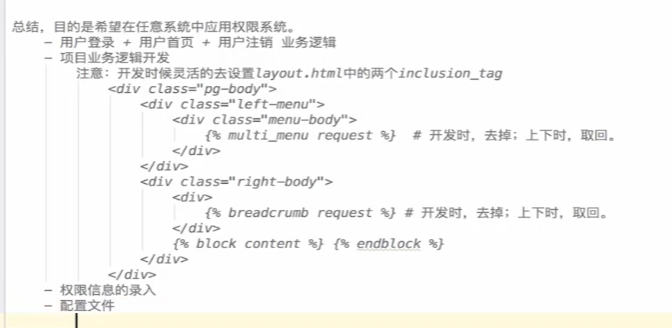 总结，目的是希望在任意系统中应用权限系统。
- 用户登录 + 用户首页 + 用户注销 业务逻辑
- 项目业务逻辑开发
注意：开发时候灵活的去设置layout.html中的两个inclusion_tag
<div class="pg-body">
<div class="left-menu">
<div class="menu-body">
{% multi_menu request %}  # 开发时，去掉；上下时，取回。
</div>
</div>
<div class="right-body">
<div>
{% breadcrumb request %} # 开发时，去掉；上下时，取回。
</div>
{% block content %} {% endblock %}
</div>
</div>
- 权限信息的录入
- 配置文件